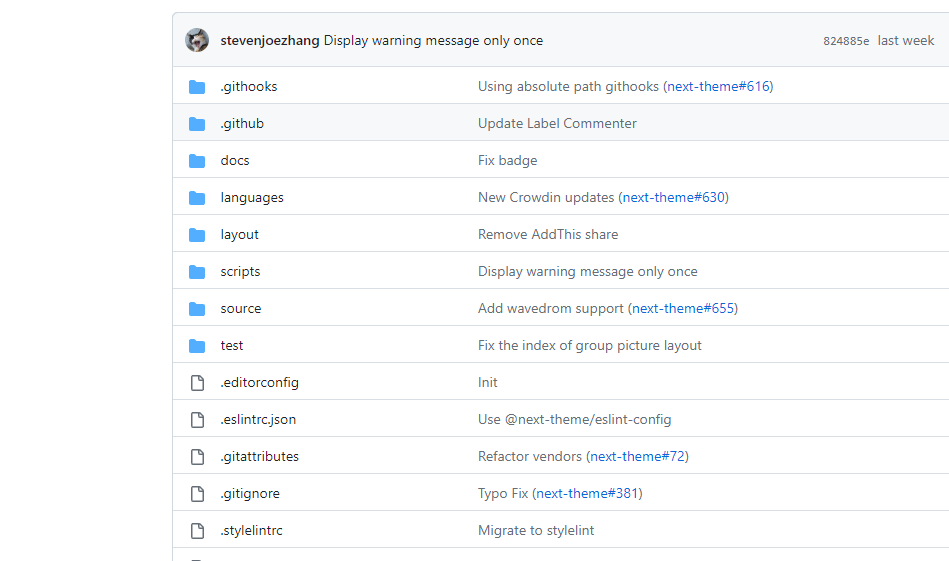 stevenjoezhang Display warning message only once 824885e last week
.githooks Using absolute path githooks (next-theme#616)
.github Update Label Commenter
docs Fix badge
languages New Crowdin updates (next-theme#630)
layout Remove AddThis share
scripts Display warning message only once
source Add wavedrom support (next-theme#655)
test Fix the index of group picture layout
.editorconfig Init
.eslintrc.json Use @next-theme/eslint-config
.gitattributes Refactor vendors (next-theme#72)
.gitignore Typo Fix (next-theme#381)
.stylelintrc Migrate to stylelint